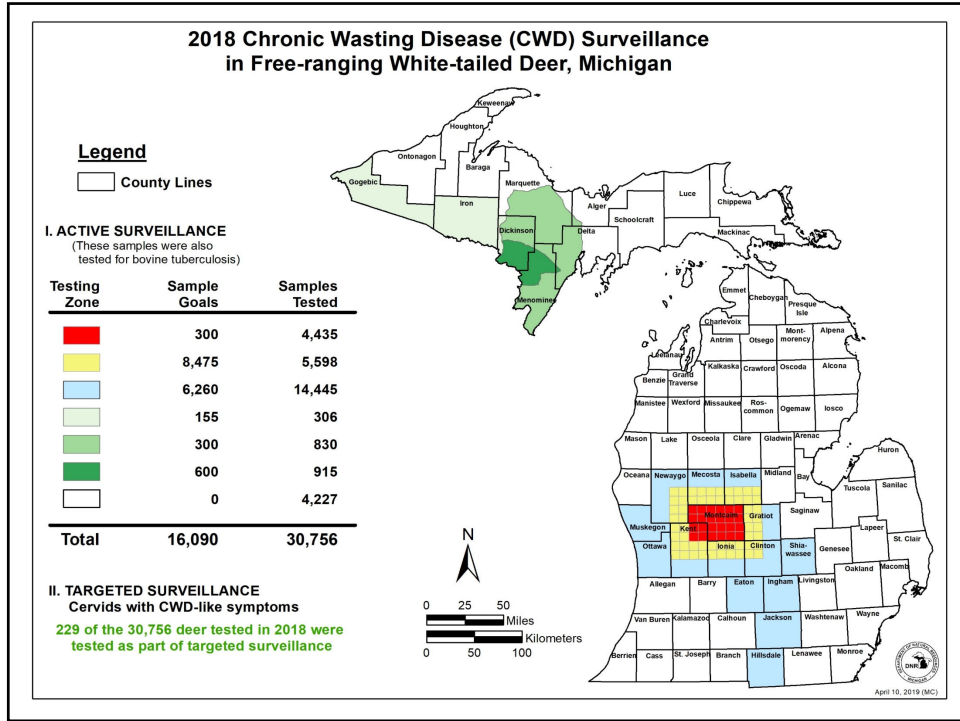 2018 Chronic Wasting Disease (CWD) Surveillance
in Free-ranging White-tailed Deer, Michigan
Legend
County Lines
I. ACTIVE SURVEILLANCE
(These samples were also
tested for bovine tuberculosis)
Testing Zone Sample Goals Samples Tested
300 4,435
8,475 5,598
6,260 14,445
155 306
300 830
600 915
0 4,227
Total 16,090 30,756
II. TARGETED SURVEILLANCE
Cervids with CWD-like symptoms
229 of the 30,756 deer tested in 2018 were
tested as part of targeted surveillance
Keweenaw
Houghton
Ontonagon
Baraga
Gogebic
Marquette
Iron
Alger
Luce
Chippewa
Schoolcraft
Dickinson
Delta
Mackinac
Menominee
Emmet
Cheboygan
Presque
Isle
Charlevoix
Antrim
Otsego
Mont-
morency
Alpena
Leelanau
Kalkaska
Crawford
Oscoda
Alcona
Benzie
Grand
Traverse
Manistee
Wexford
Missaukee
Ros-
common
Ogemaw
Iosco
Mason
Lake
Osceola
Clare
Gladwin
Arenac
Huron
Oceana
Newaygo
Mecosta
Isabella
Midland
Bay
Tuscola
Sanilac
Montcalm
Gratiot
Saginaw
Muskegon
Kent
Lapeer
St. Clair
Ottawa
Ionia
Clinton
Shia-
wassee
Genesee
Oakland
Macomb
Allegan
Barry
Eaton
Ingham
Livingston
Van Buren
Kalamazoo
Calhoun
Jackson
Washtenaw
Wayne
Berrien
Cass
St. Joseph
Branch
Hillsdale
Lenawee
Monroe
N
0 25 50
Miles
Kilometers
0 50 100
DEPARTMENT OF NATURAL RESOURCES
DNR
MICHIGAN
April 10, 2019 (MC)